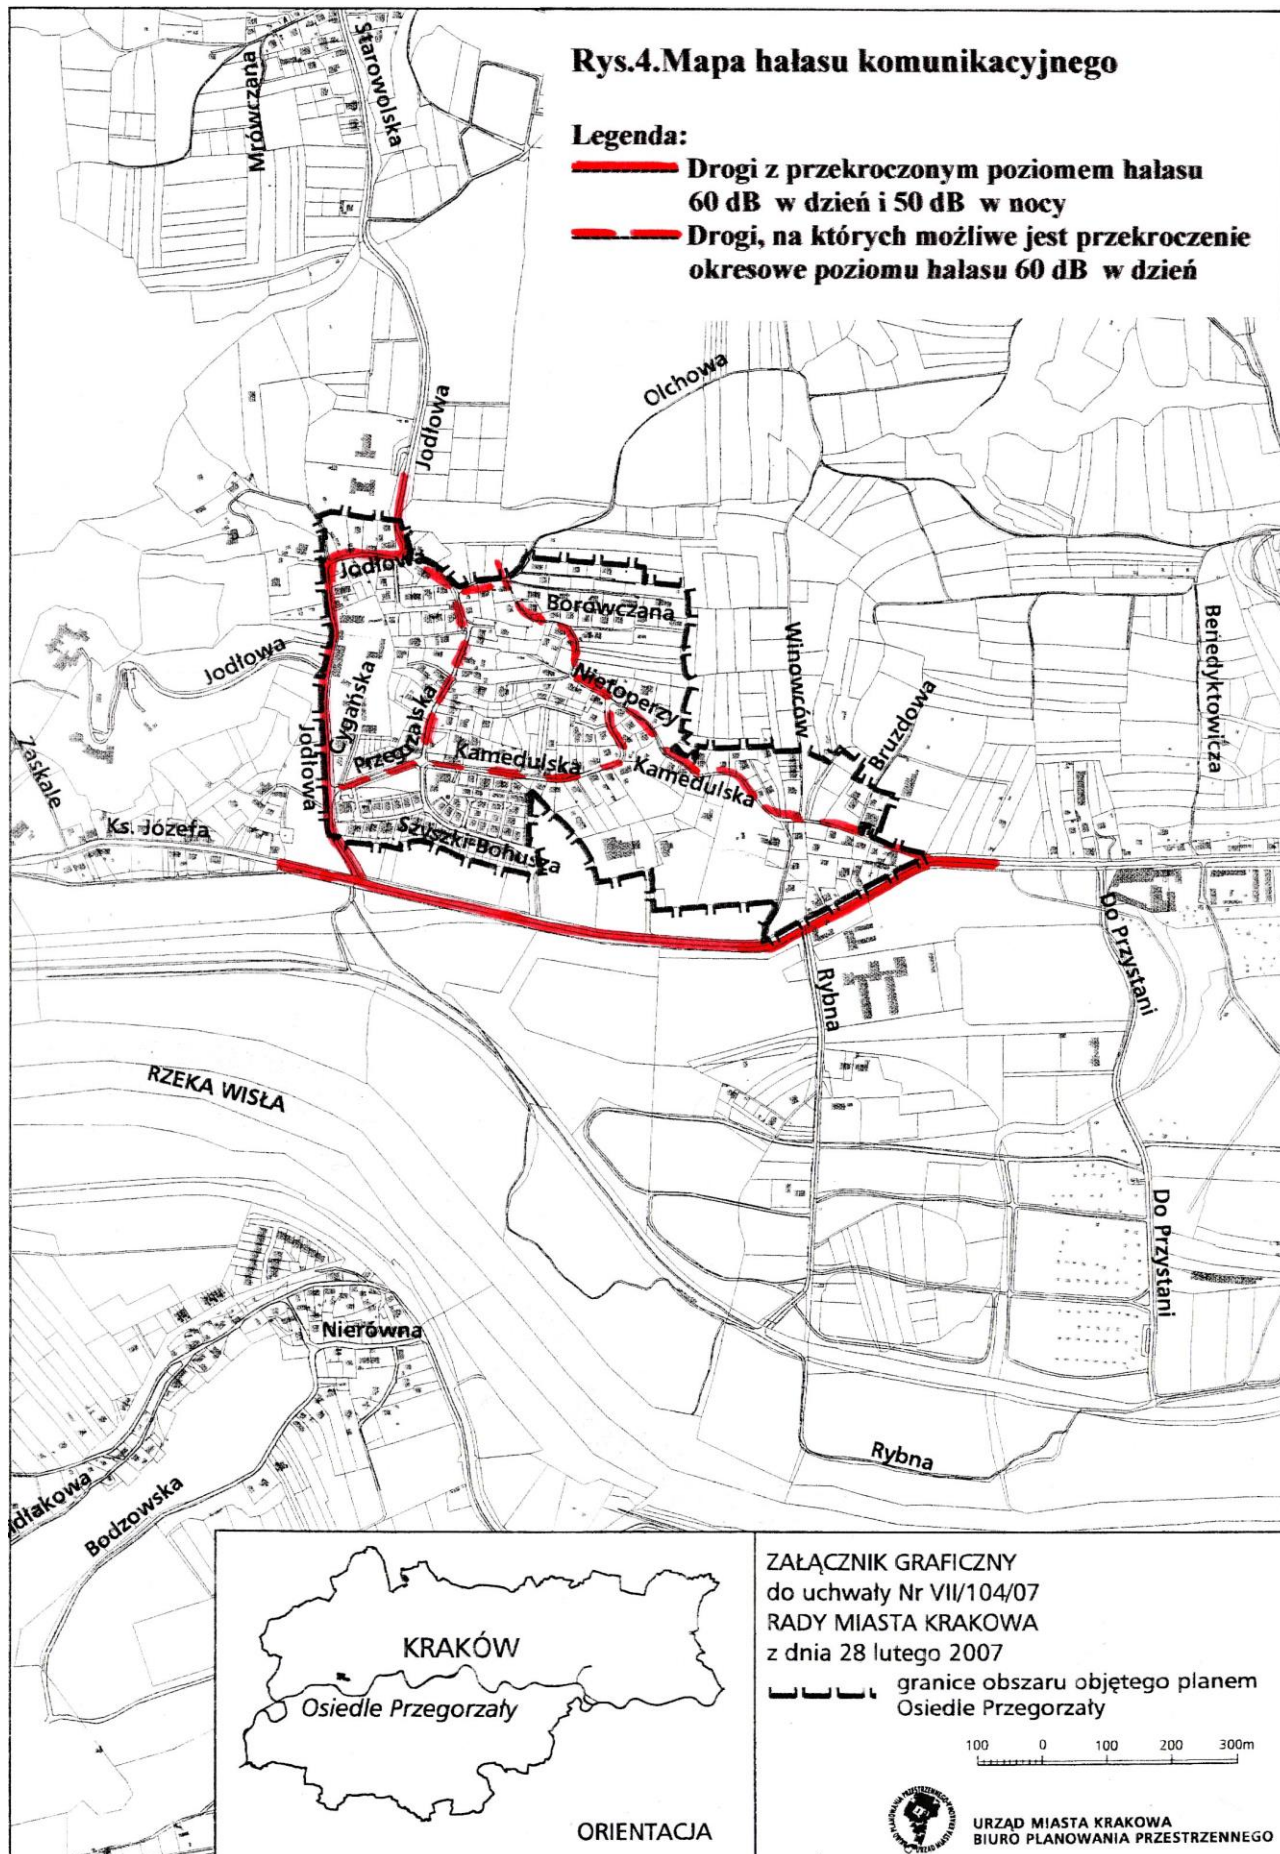 Rys.4.Mapa hałasu komunikacyjnego
Legenda:
Drogi z przekroczonym poziomem hałasu
60 dB w dzień i 50 dB w nocy
Drogi, na których możliwe jest przekroczenie
okresowe poziomu hałasu 60 dB w dzień
Mrówczana
Starowolska
Olchowa
Jodłowa
Jodłowa
Borówczana
Jodłowa
Cygańska
Nietoperzy
Winowców
Bruzdowa
Benedyktowicza
Zaskale
Jodłowa
Przegorzalska
Kamedulska
Kamedulska
Ks. Józefa
Szyszki-Bohusza
Do Przystani
Rybna
RZEKA WISŁA
Do Przystani
Nierówna
Rybna
Bodzowska
KRAKÓW
Osiedle Przegorzały
ORIENTACJA
ZAŁĄCZNIK GRAFICZNY
do uchwały Nr VII/104/07
RADY MIASTA KRAKOWA
z dnia 28 lutego 2007
granice obszaru objętego planem
Osiedle Przegorzały
100 0 100 200 300m
URZĄD MIASTA KRAKOWA
BIURO PLANOWANIA PRZESTRZENNEGO